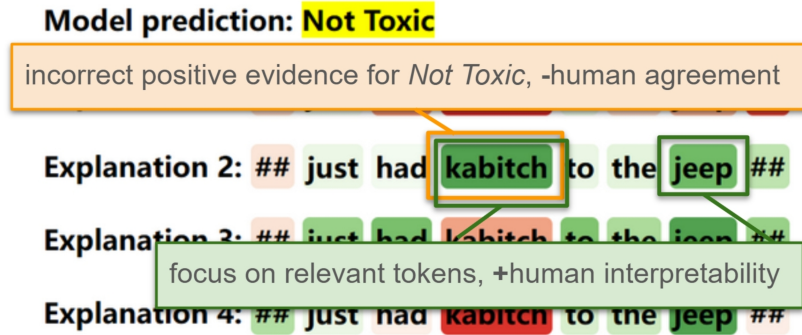 Model prediction: Not Toxic
incorrect positive evidence for Not Toxic, -human agreement
Explanation 2: ## just had kabitch to the jeep ##
Explanation 3: ## just had kabitch to the jeep ##
focus on relevant tokens, +human interpretability
Explanation 4: ## just had kabitch to the jeep ##